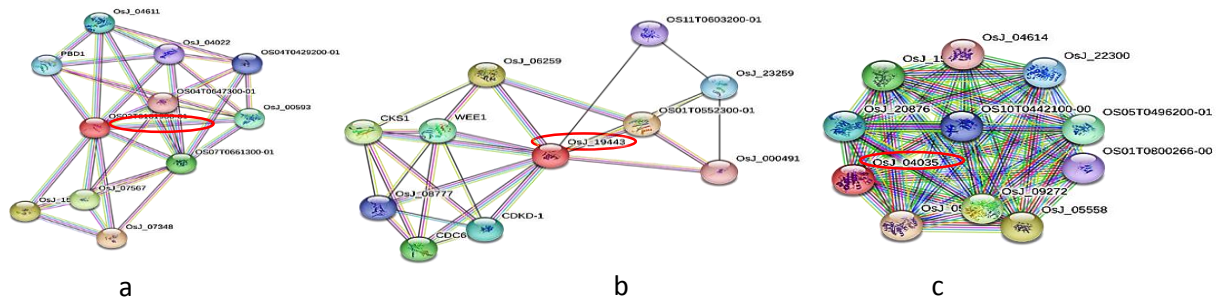 OsJ_04611
OsJ_04022
OS04T0429200-01
PBD1
OS04T0647300-01
OsJ_00593
OS07T0661300-01
OsJ_07567
OsJ_07348
a
OS11T0603200-01
OsJ_06259
OsJ_23259
CKS1
WEE1
OS01T0552300-01
OsJ_19443
OsJ_000491
OsJ_08777
CDKD-1
CDC6
b
OsJ_04614
OsJ_22300
OsJ_20876
OS10T0442100-00
OS05T0496200-01
OS01T0800266-00
OsJ_04035
OsJ_09272
OsJ_05558
c